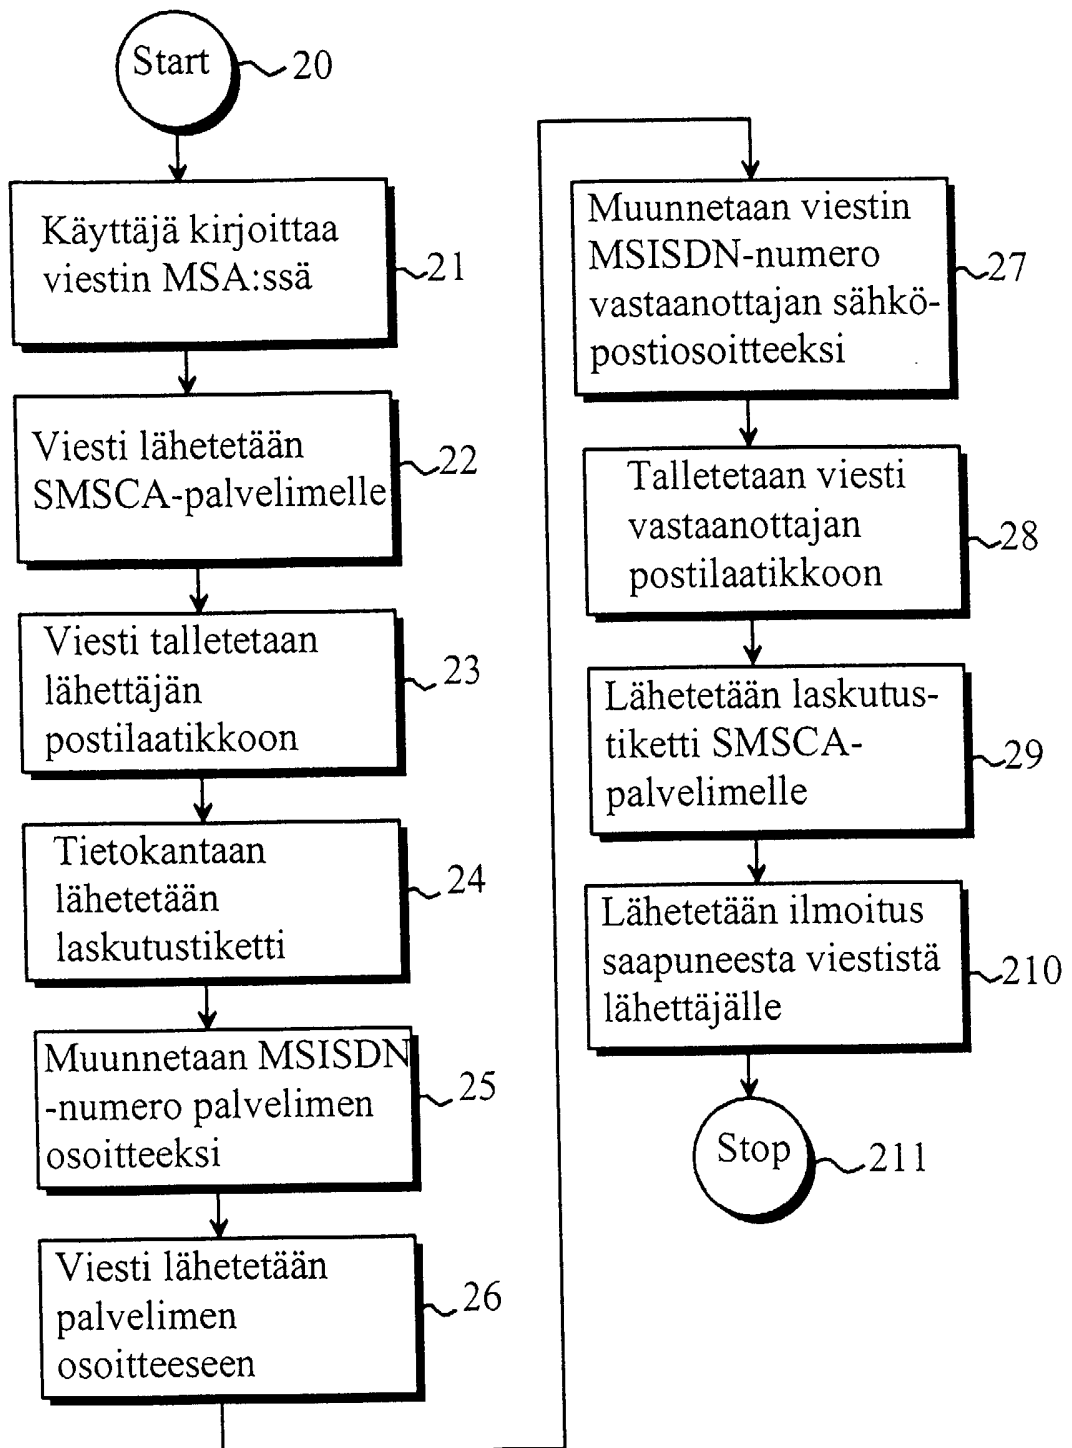 Start
20
Käyttäjä kirjoittaa
viestin MSA:ssä
21
Viesti lähetetään
SMSCA-palvelimelle
22
Viesti talletetaan
lähettäjän
postilaatikkoon
23
Tietokantaan
lähetetään
laskutustiketti
24
Muunnetaan MSISDN
-numero palvelimen
osoitteeksi
25
Viesti lähetetään
palvelimen
osoitteeseen
26
Muunnetaan viestin
MSISDN-numero
vastaanottajan sähkö-
postiosoitteeksi
27
Talletetaan viesti
vastaanottajan
postilaatikkoon
28
Lähetetään laskutus-
tiketti SMSCA-
palvelimelle
29
Lähetetään ilmoitus
saapuneesta viestistä
lähettäjälle
210
Stop
211